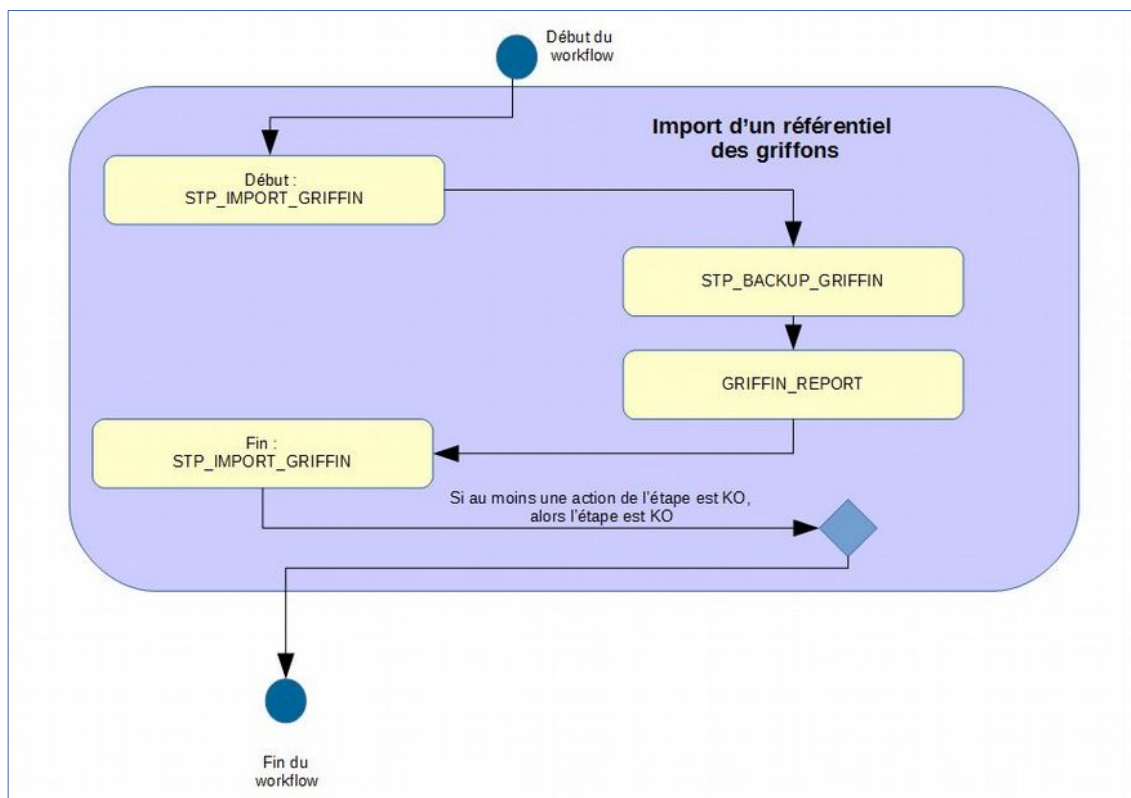 Début du
workflow
Import d’un référentiel
des griffons
Début :
STP_IMPORT_GRIFFIN
STP_BACKUP_GRIFFIN
GRIFFIN_REPORT
Fin :
STP_IMPORT_GRIFFIN
Si au moins une action de l’étape est KO,
alors l’étape est KO
Fin du
workflow